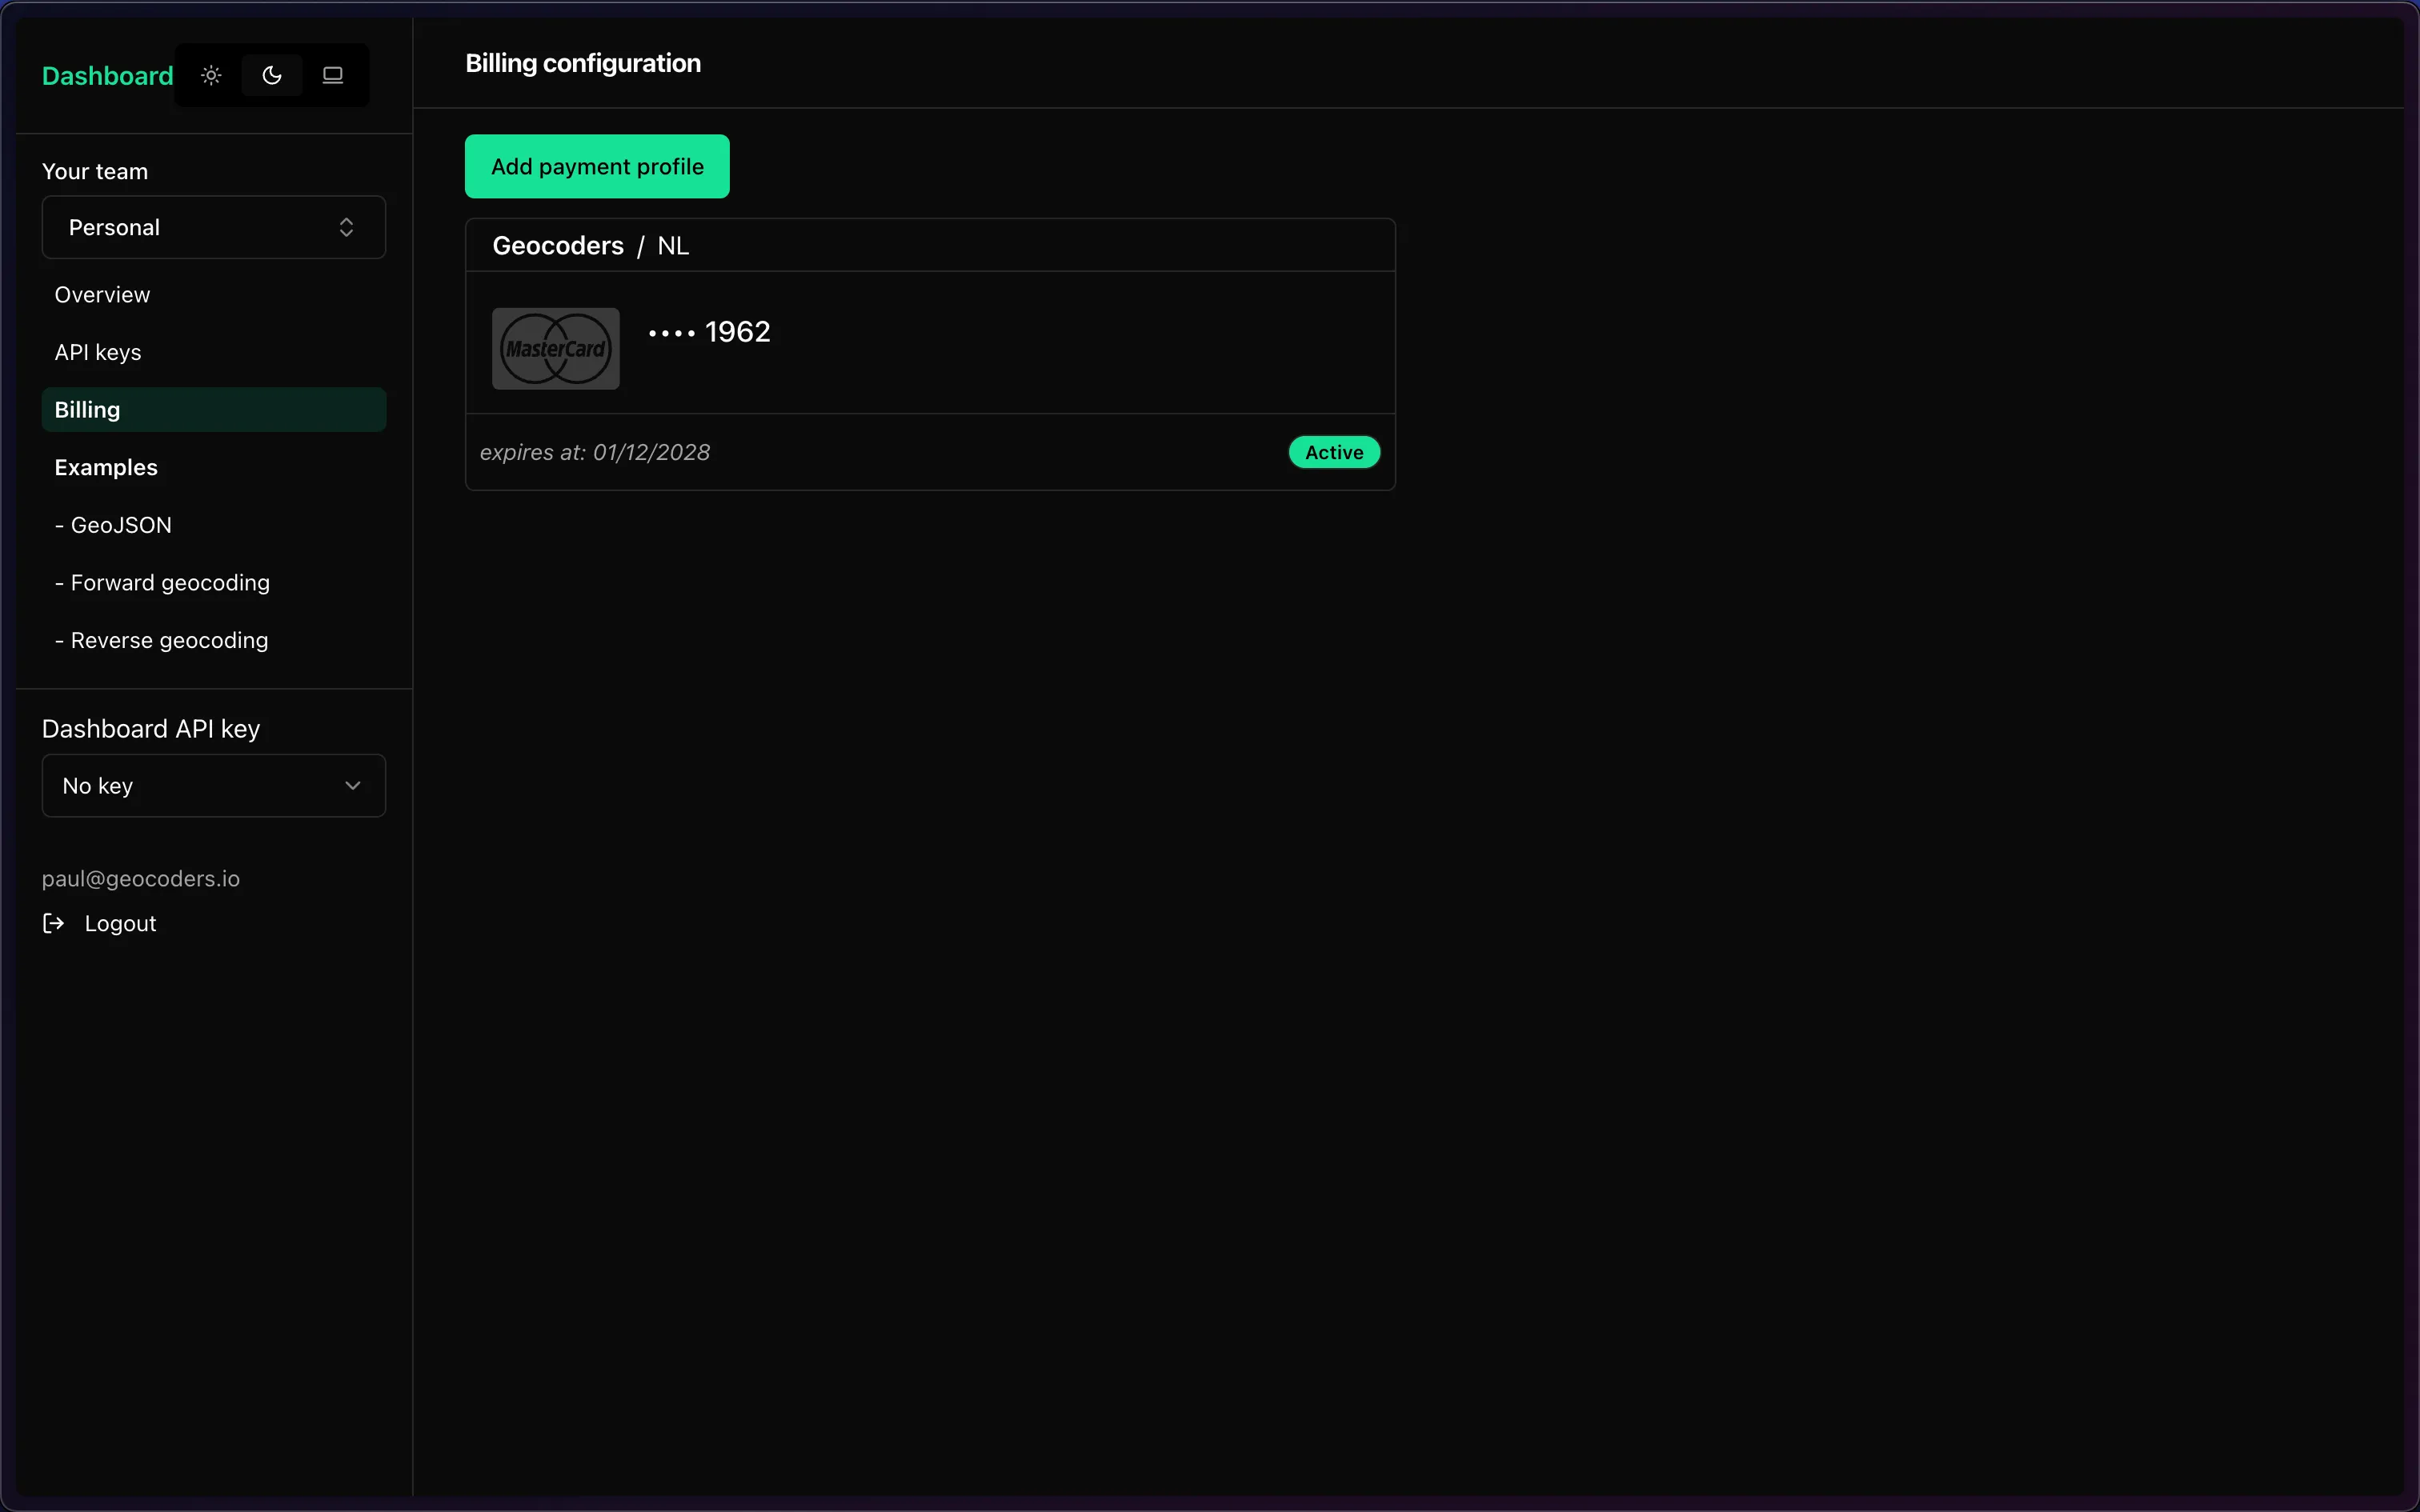 Dashboard
Your team
Personal
Overview
API keys
Billing
Examples
- GeoJSON
- Forward geocoding
- Reverse geocoding
Dashboard API key
No key
paul@geocoders.io
Logout
Billing configuration
Add payment profile
Geocoders / NL
MasterCard
•••• 1962
expires at: 01/12/2028
Active